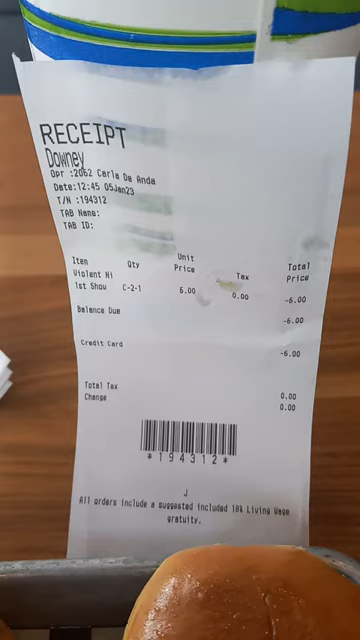 RECEIPT
Downey
Opr :2062 Carla De Anda
Date:12:45 05Jan23
T/N :194312
TAB Name:
TAB ID:
Item Qty Unit Price Tax Total Price
Violent Ni
1st Show C-2-1 6.00 0.00 -6.00
Balance Due -6.00
Credit Card -6.00
Total Tax 0.00
Change 0.00
*194312*
J
All orders include a suggested included 18% Living Wage
gratuity.